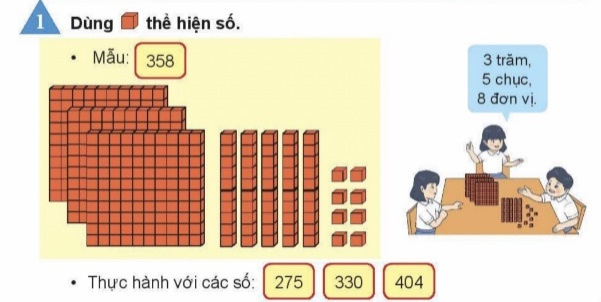 1 Dùng thể hiện số.
• Mẫu: 358
3 trăm,
5 chục,
8 đơn vị.
• Thực hành với các số: 275 330 404